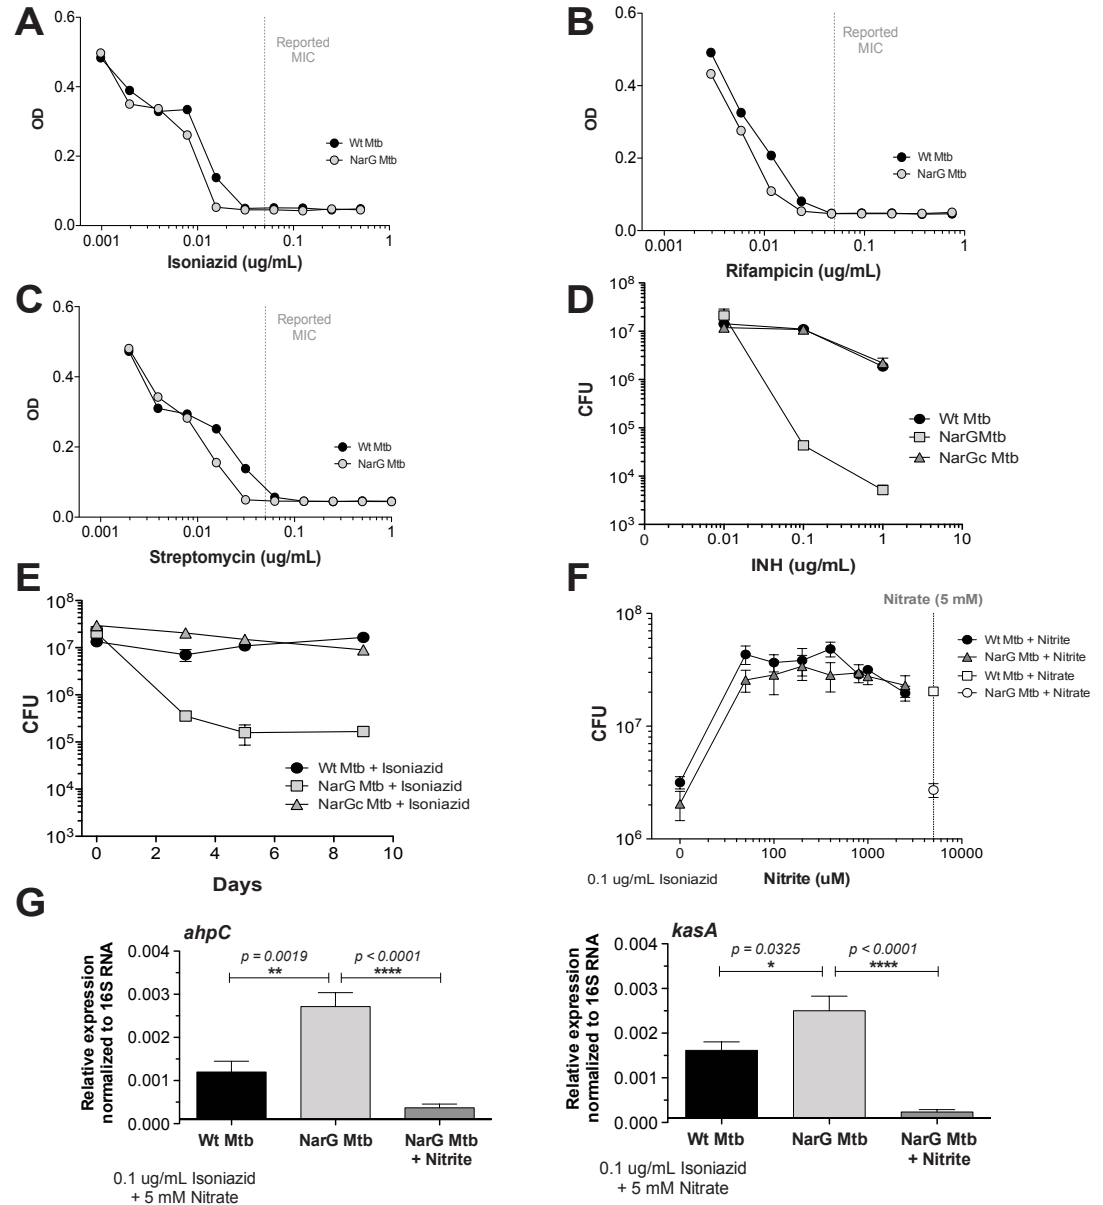 A
0.6
0.4
0.2
0.0
OD
Reported
MIC
Wt Mtb
NarG Mtb
0.001
0.01
0.1
1
Isoniazid (ug/mL)
B
0.6
0.4
0.2
0.0
OD
Reported
MIC
Wt Mtb
NarG Mtb
0.001
0.01
0.1
1
Rifampicin (ug/mL)
C
0.6
0.4
0.2
0.0
OD
Reported
MIC
Wt Mtb
NarG Mtb
0.001
0.01
0.1
1
Streptomycin (ug/mL)
D
10⁸
10⁷
10⁶
10⁵
10⁴
10³
CFU
Wt Mtb
NarGMtb
NarGc Mtb
0
0.01
0.1
1
10
INH (ug/mL)
E
10⁸
10⁷
10⁶
10⁵
10⁴
10³
CFU
Wt Mtb + Isoniazid
NarG Mtb + Isoniazid
NarGc Mtb + Isoniazid
0
2
4
6
8
10
Days
F
Nitrate (5 mM)
10⁸
10⁷
10⁶
CFU
Wt Mtb + Nitrite
NarG Mtb + Nitrite
Wt Mtb + Nitrate
NarG Mtb + Nitrate
0
100
1000
10000
0.1 ug/mL Isoniazid
Nitrite (uM)
G
ahpC
Relative expression
normalized to 16S RNA
0.004
0.003
0.002
0.001
0.000
p = 0.0019
**
p < 0.0001
****
Wt Mtb
NarG Mtb
NarG Mtb
+ Nitrite
0.1 ug/mL Isoniazid
+ 5 mM Nitrate
kasA
Relative expression
normalized to 16S RNA
0.004
0.003
0.002
0.001
0.000
p = 0.0325
*
p < 0.0001
****
Wt Mtb
NarG Mtb
NarG Mtb
+ Nitrite
0.1 ug/mL Isoniazid
+ 5 mM Nitrate